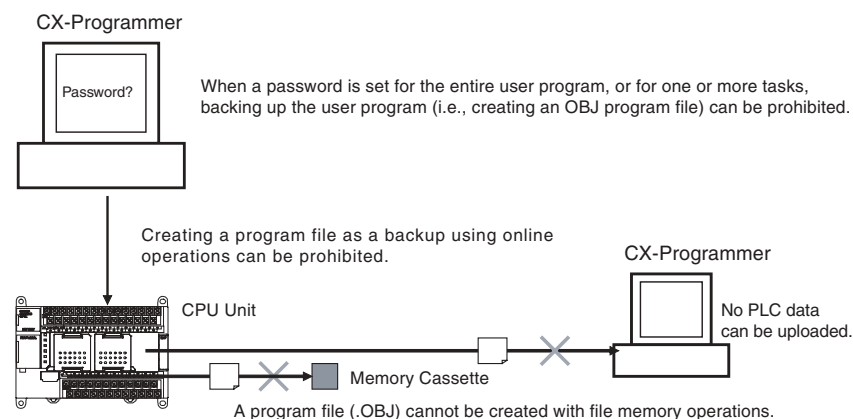 CX-Programmer
Password?
When a password is set for the entire user program, or for one or more tasks,
backing up the user program (i.e., creating an OBJ program file) can be prohibited.
Creating a program file as a backup using online
operations can be prohibited.
CX-Programmer
CPU Unit
No PLC data
can be uploaded.
Memory Cassette
A program file (.OBJ) cannot be created with file memory operations.